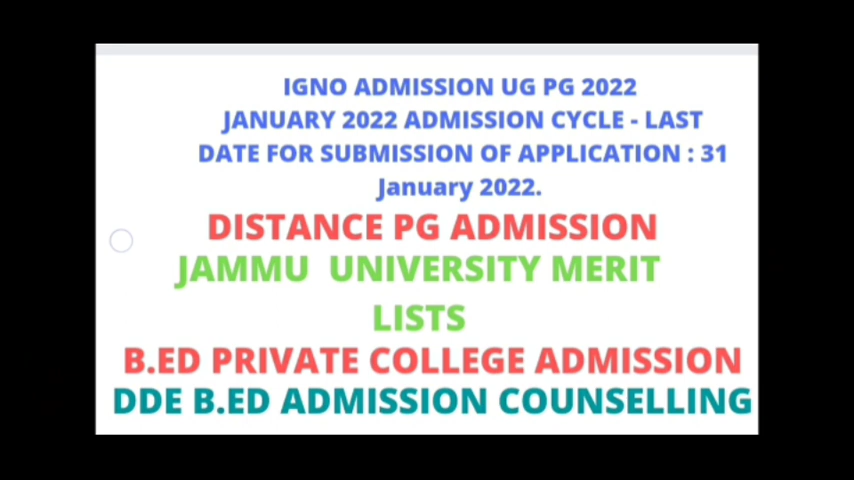 IGNO ADMISSION UG PG 2022
JANUARY 2022 ADMISSION CYCLE - LAST
DATE FOR SUBMISSION OF APPLICATION : 31
January 2022.
DISTANCE PG ADMISSION
JAMMU UNIVERSITY MERIT
LISTS
B.ED PRIVATE COLLEGE ADMISSION
DDE B.ED ADMISSION COUNSELLING